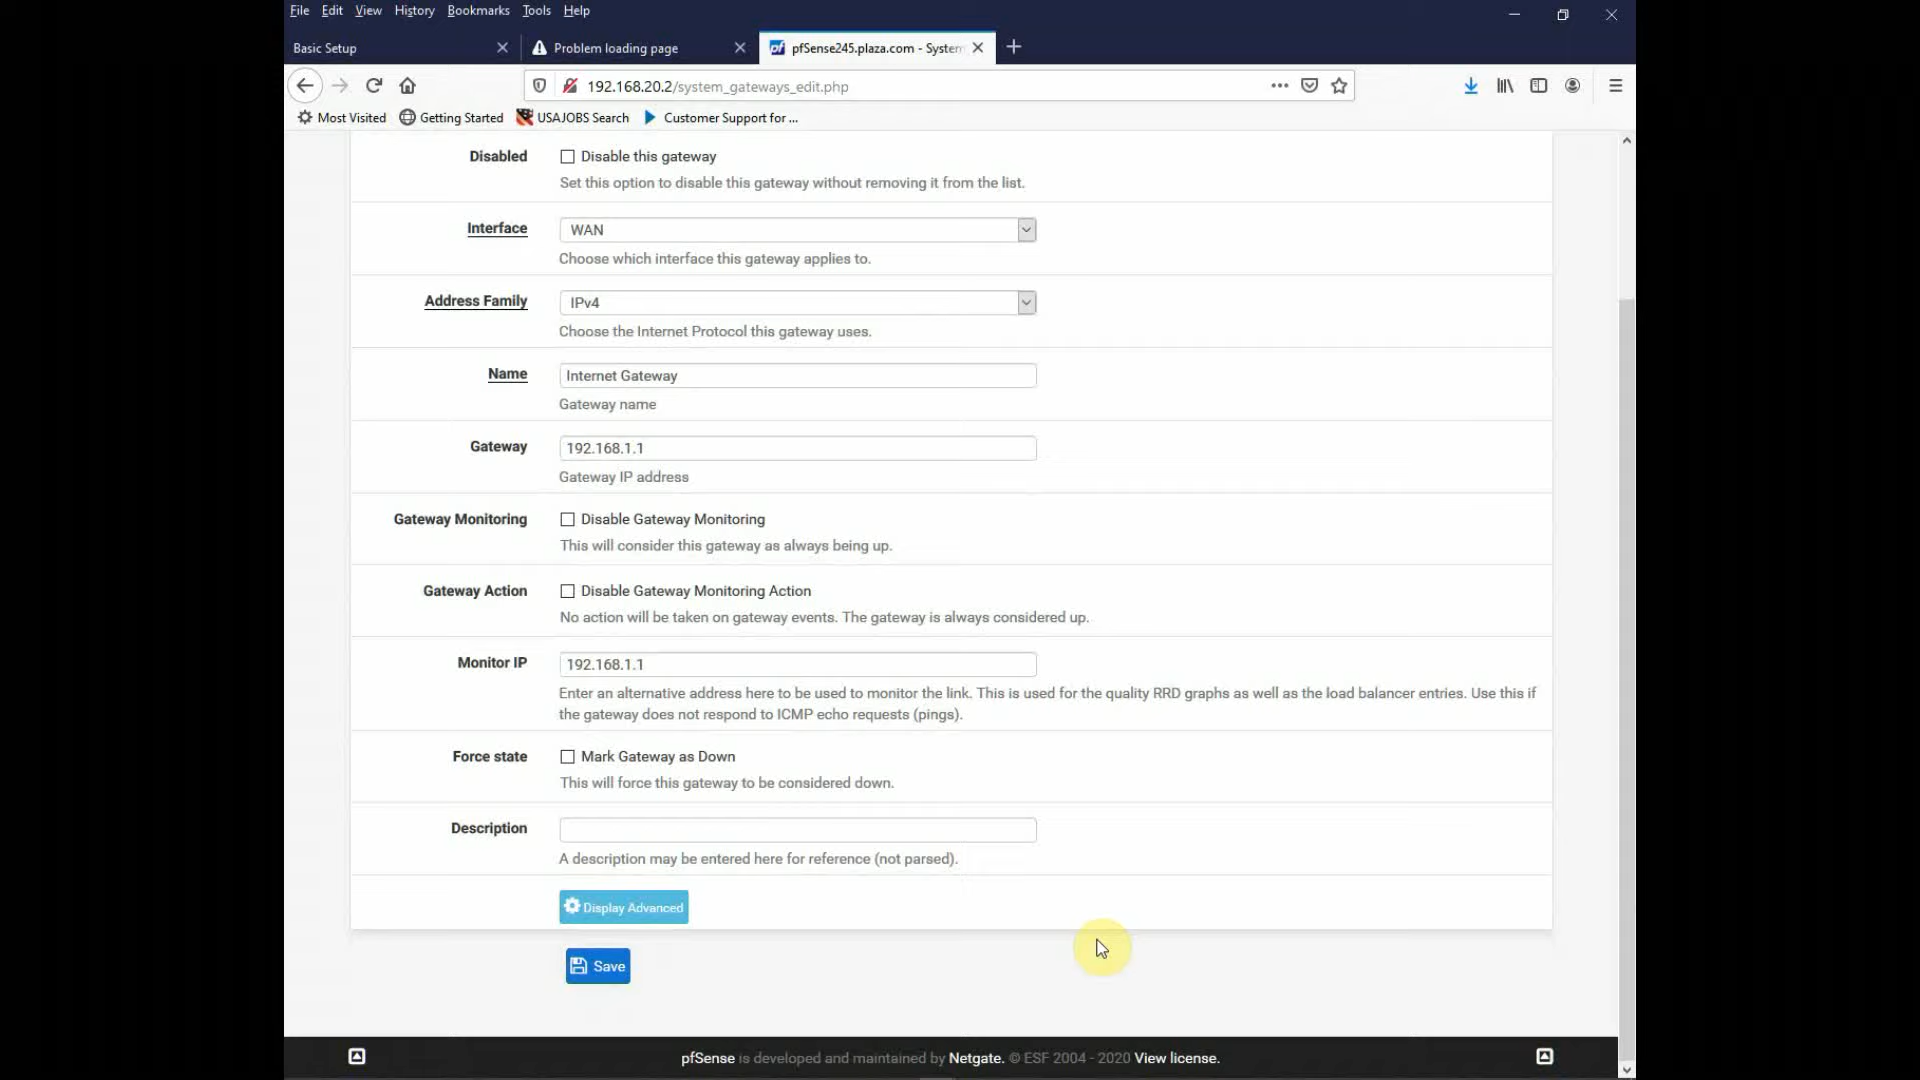 File Edit View History Bookmarks Tools Help
Basic Setup
Problem loading page
pfSense245.plaza.com - System
192.168.20.2/system_gateways_edit.php
Most Visited Getting Started USAJOBS Search Customer Support for ...
Disabled Disable this gateway
Set this option to disable this gateway without removing it from the list.
Interface WAN
Choose which interface this gateway applies to.
Address Family IPv4
Choose the Internet Protocol this gateway uses.
Name Internet Gateway
Gateway name
Gateway 192.168.1.1
Gateway IP address
Gateway Monitoring Disable Gateway Monitoring
This will consider this gateway as always being up.
Gateway Action Disable Gateway Monitoring Action
No action will be taken on gateway events. The gateway is always considered up.
Monitor IP 192.168.1.1
Enter an alternative address here to be used to monitor the link. This is used for the quality RRD graphs as well as the load balancer entries. Use this if
the gateway does not respond to ICMP echo requests (pings).
Force state Mark Gateway as Down
This will force this gateway to be considered down.
Description
A description may be entered here for reference (not parsed).
Display Advanced
Save
pfSense is developed and maintained by Netgate. © ESF 2004 - 2020 View license.